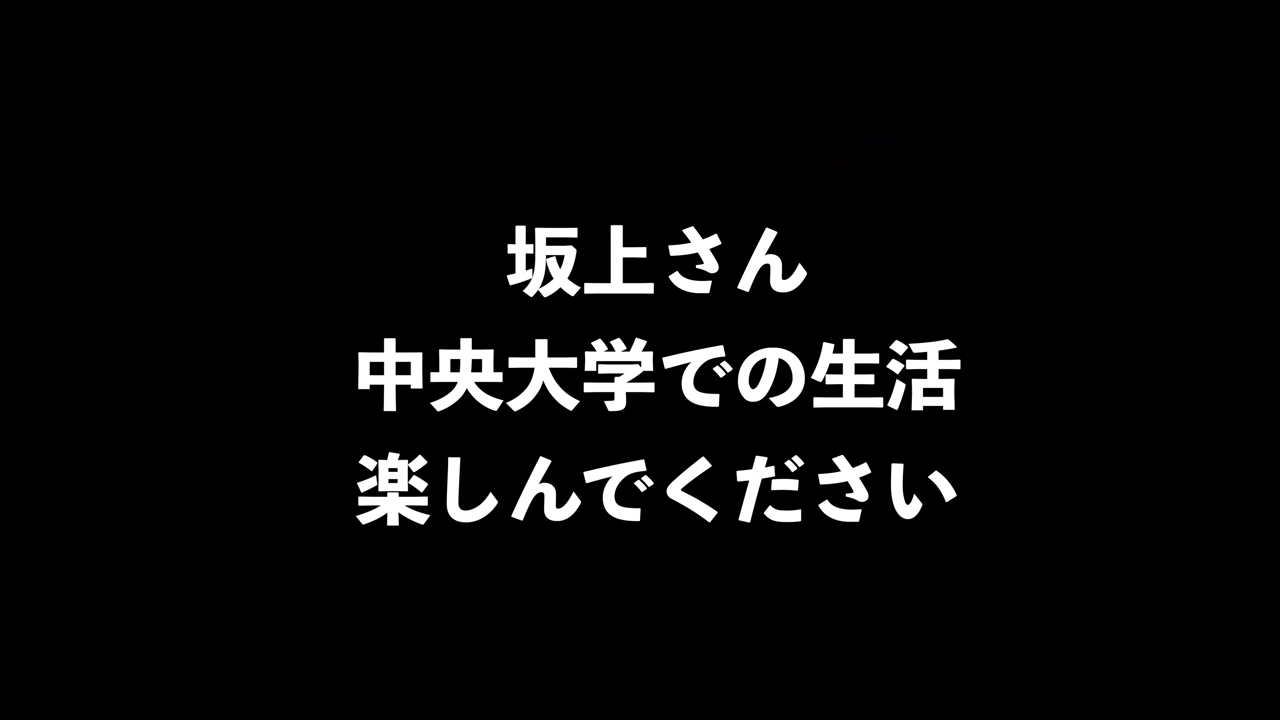 坂上さん
中央大学での生活
楽しんでください